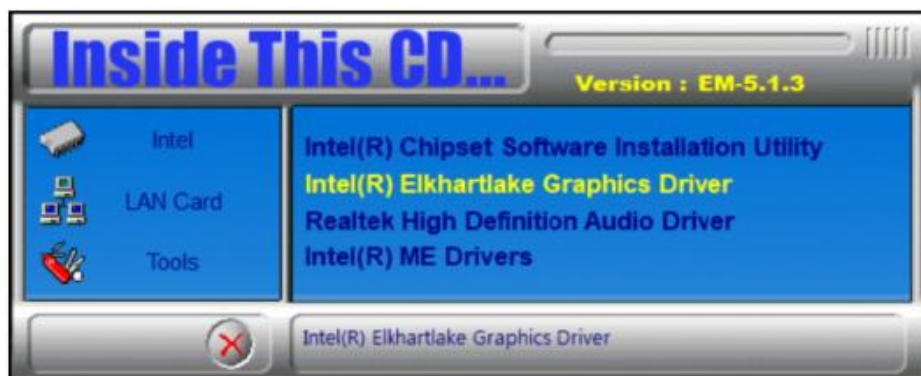 Inside This CD...
Version : EM-5.1.3
Intel
LAN Card
Tools
Intel(R) Chipset Software Installation Utility
Intel(R) Elkhartlake Graphics Driver
Realtek High Definition Audio Driver
Intel(R) ME Drivers
Intel(R) Elkhartlake Graphics Driver